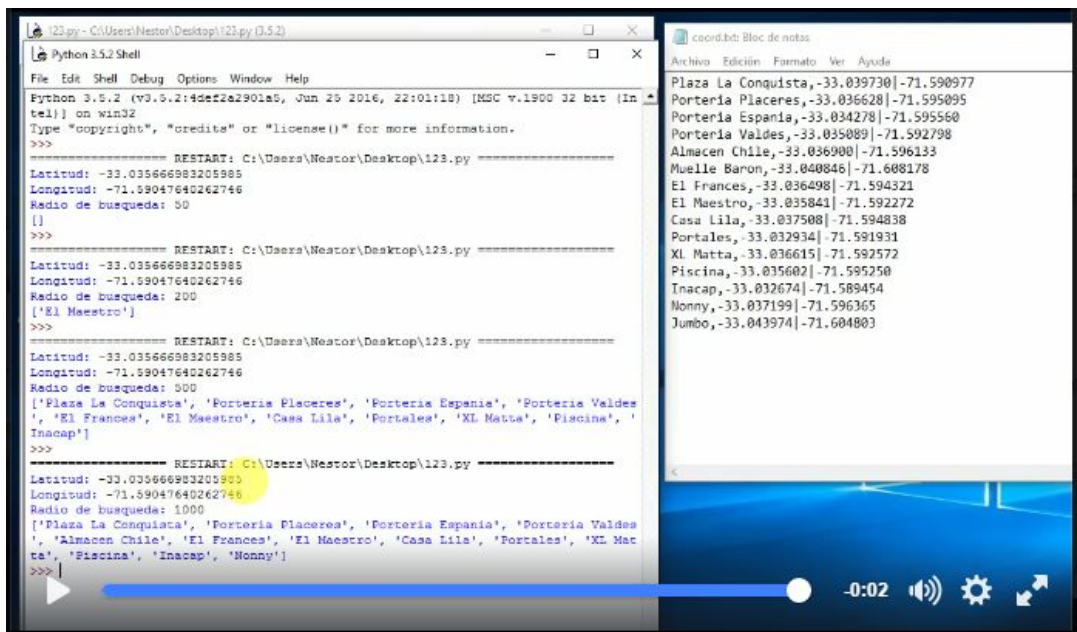 123.py - C:\Users\Nestor\Desktop\123.py (3.5.2)
Python 3.5.2 Shell
File Edit Shell Debug Options Window Help
Python 3.5.2 (v3.5.2:4def2a2901a5, Jun 25 2016, 22:01:18) [MSC v.1900 32 bit (In
tel)] on win32
Type "copyright", "credits" or "license()" for more information.
>>>
=================== RESTART: C:\Users\Nestor\Desktop\123.py ===================
Latitud: -33.035666983205985
Longitud: -71.59047640262746
Radio de busqueda: 50
[]
>>>
=================== RESTART: C:\Users\Nestor\Desktop\123.py ===================
Latitud: -33.035666983205985
Longitud: -71.59047640262746
Radio de busqueda: 200
['El Maestro']
>>>
=================== RESTART: C:\Users\Nestor\Desktop\123.py ===================
Latitud: -33.035666983205985
Longitud: -71.59047640262746
Radio de busqueda: 500
['Plaza La Conquista', 'Porteria Placeres', 'Porteria Espania', 'Porteria Valdes
', 'El Frances', 'El Maestro', 'Casa Lila', 'Portales', 'XL Matta', 'Piscina', '
Inacap']
>>>
=================== RESTART: C:\Users\Nestor\Desktop\123.py ===================
Latitud: -33.035666983205985
Longitud: -71.59047640262746
Radio de busqueda: 1000
['Plaza La Conquista', 'Porteria Placeres', 'Porteria Espania', 'Porteria Valdes
', 'Almacen Chile', 'El Frances', 'El Maestro', 'Casa Lila', 'Portales', 'XL Mat
ta', 'Piscina', 'Inacap', 'Nonny']
>>>
coord.txt: Bloc de notas
Archivo Edición Formato Ver Ayuda
Plaza La Conquista,-33.039730|-71.590977
Porteria Placeres,-33.036628|-71.595095
Porteria Espania,-33.034278|-71.595560
Porteria Valdes,-33.035089|-71.592798
Almacen Chile,-33.036900|-71.596133
Muelle Baron,-33.040846|-71.608178
El Frances,-33.036498|-71.594321
El Maestro,-33.035841|-71.592272
Casa Lila,-33.037508|-71.594838
Portales,-33.032934|-71.591931
XL Matta,-33.036615|-71.592572
Piscina,-33.035602|-71.595250
Inacap,-33.032674|-71.589454
Nonny,-33.037199|-71.596365
Jumbo,-33.043974|-71.604803
-0:02